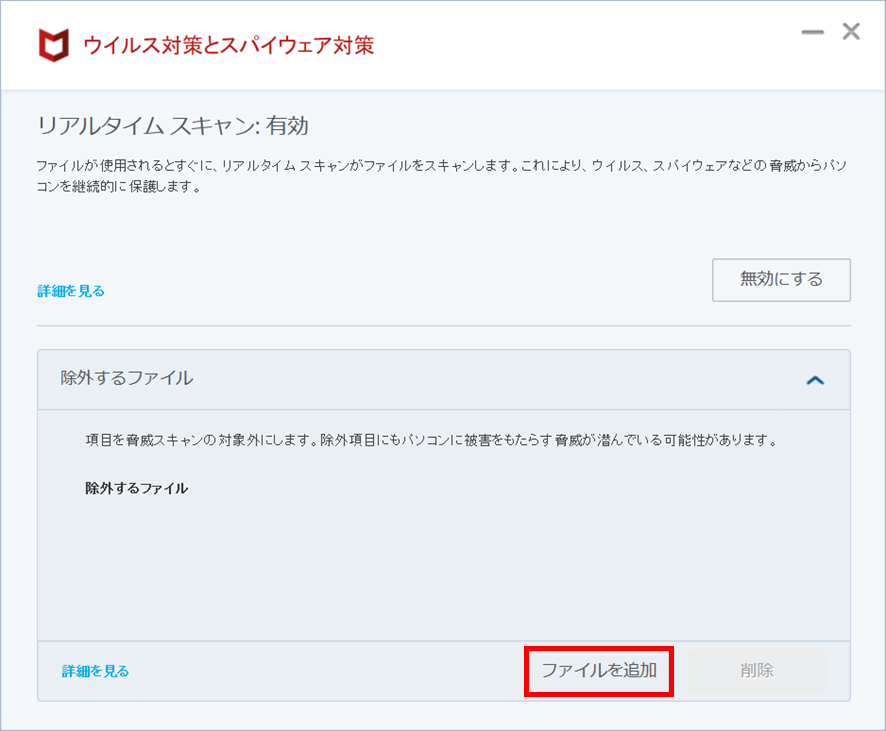 ウイルス対策とスパイウェア対策
リアルタイム スキャン: 有効
ファイルが使用されるとすぐに、リアルタイム スキャンがファイルをスキャンします。これにより、ウイルス、スパイウェアなどの脅威からパソ
コンを継続的に保護します。
詳細を見る
無効にする
除外するファイル
項目を脅威スキャンの対象外にします。除外項目にもパソコンに被害をもたらす脅威が潜んでいる可能性があります。
除外するファイル
詳細を見る
ファイルを追加
削除